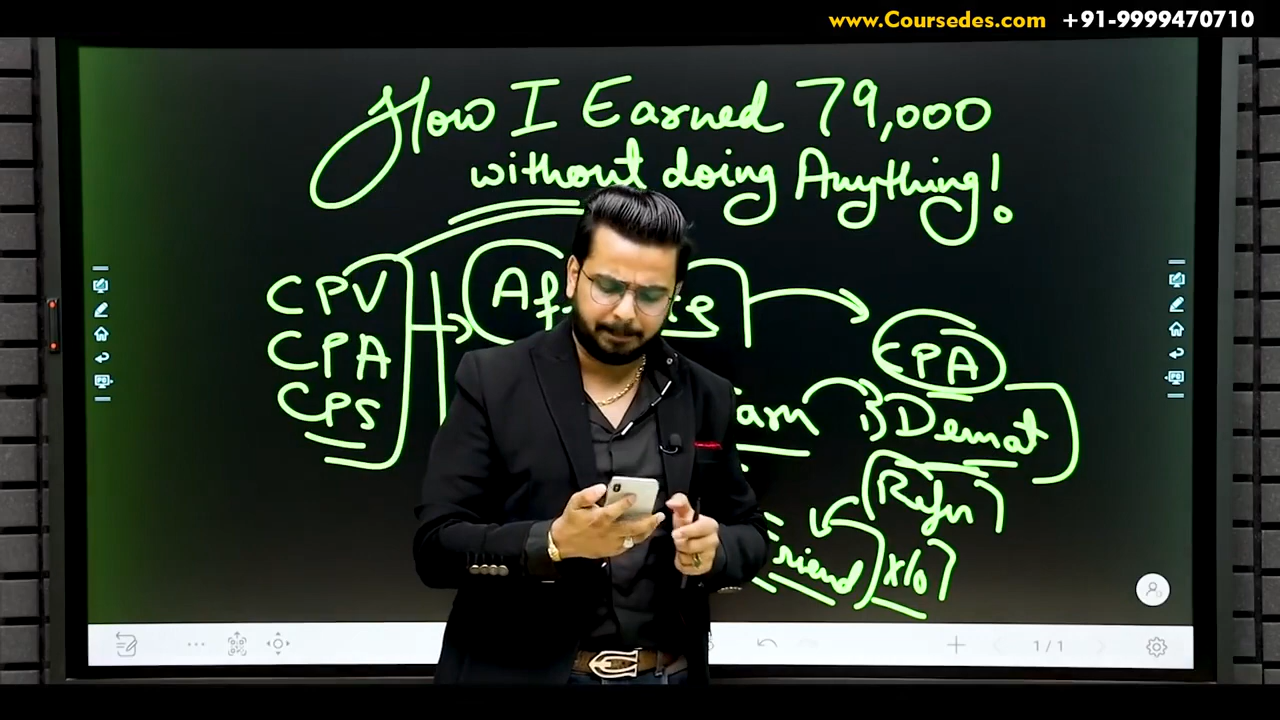 www.Coursedes.com +91-9999470710
How I Earned 79,000
without doing Anything!
CPV
CPA
CPS
CPA
Demat
Refer
Friend x10
1/1